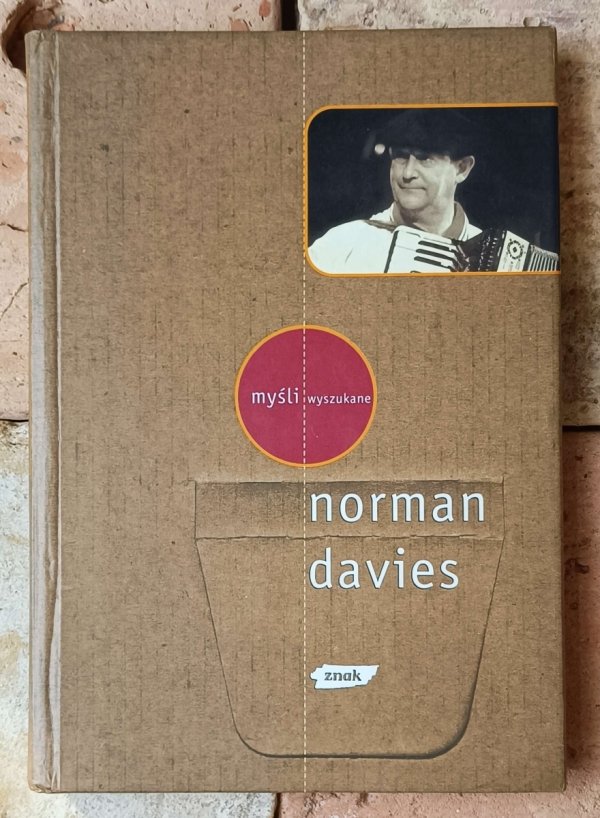 myśli wyszukane
norman
davies
znak